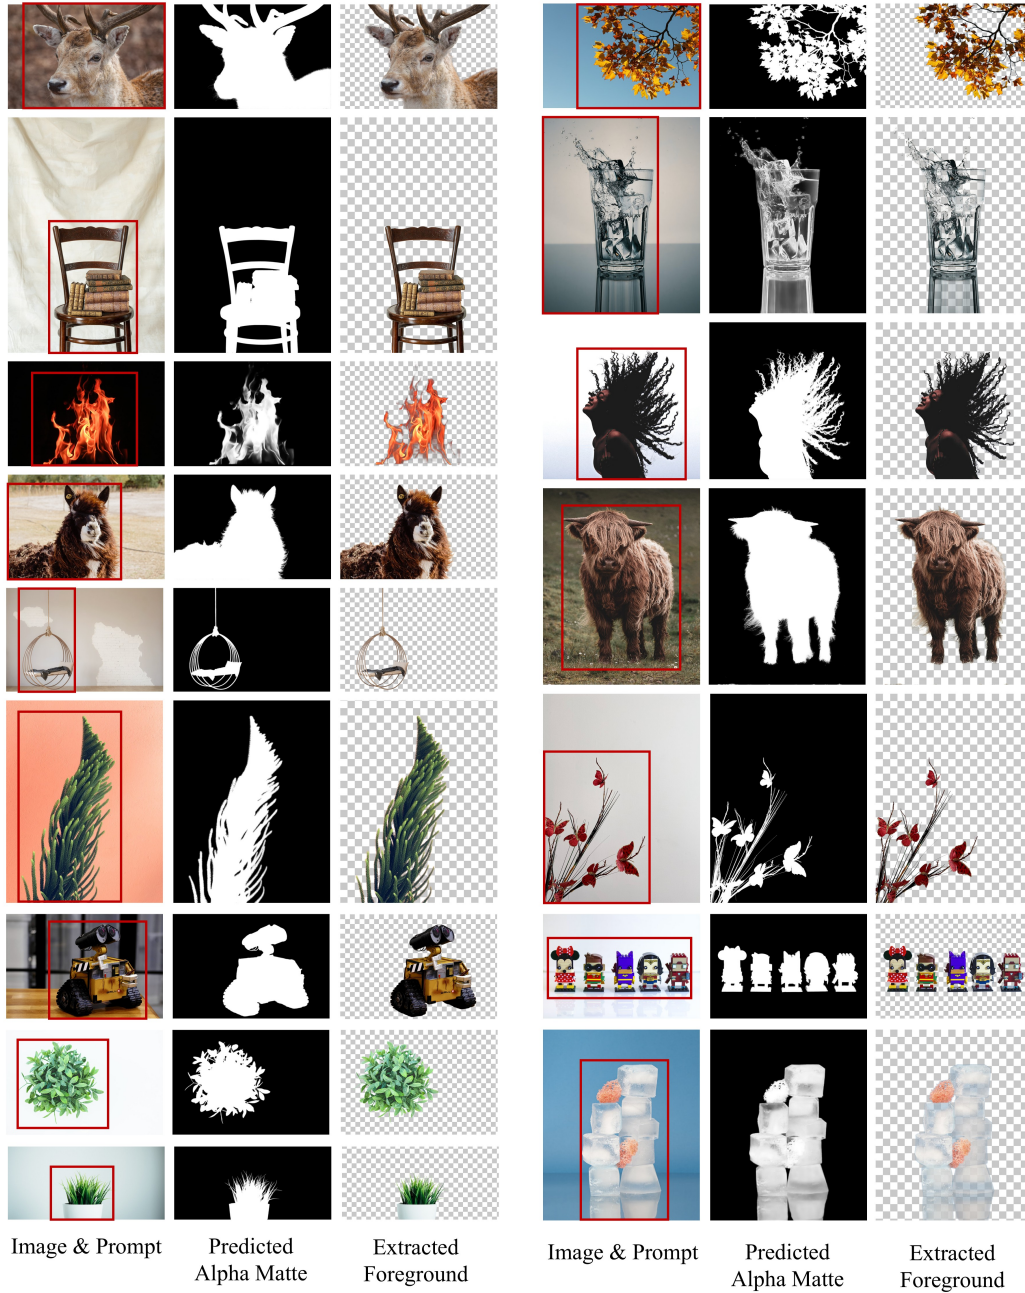 Image & Prompt
Predicted
Alpha Matte
Extracted
Foreground
Image & Prompt
Predicted
Alpha Matte
Extracted
Foreground